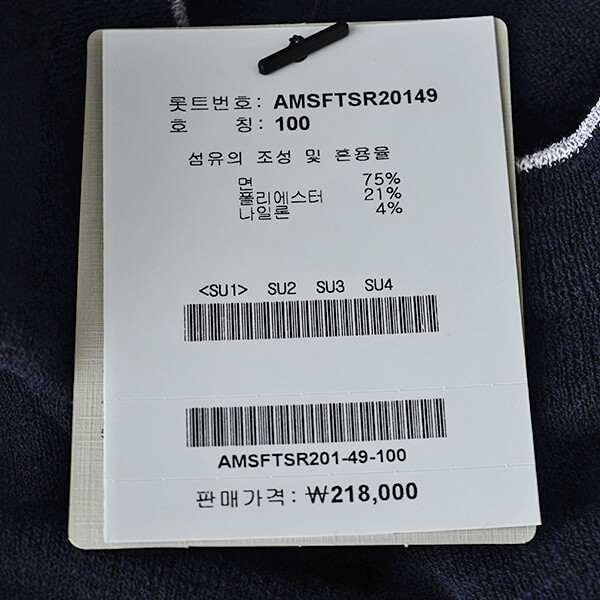 롯트번호: AMSFTSR20149
호 칭: 100
섬유의 조성 및 혼용율
면 75%
폴리에스터 21%
나일론 4%
<SU1> SU2 SU3 SU4
AMSFTSR201-49-100
판매가격: ₩218,000